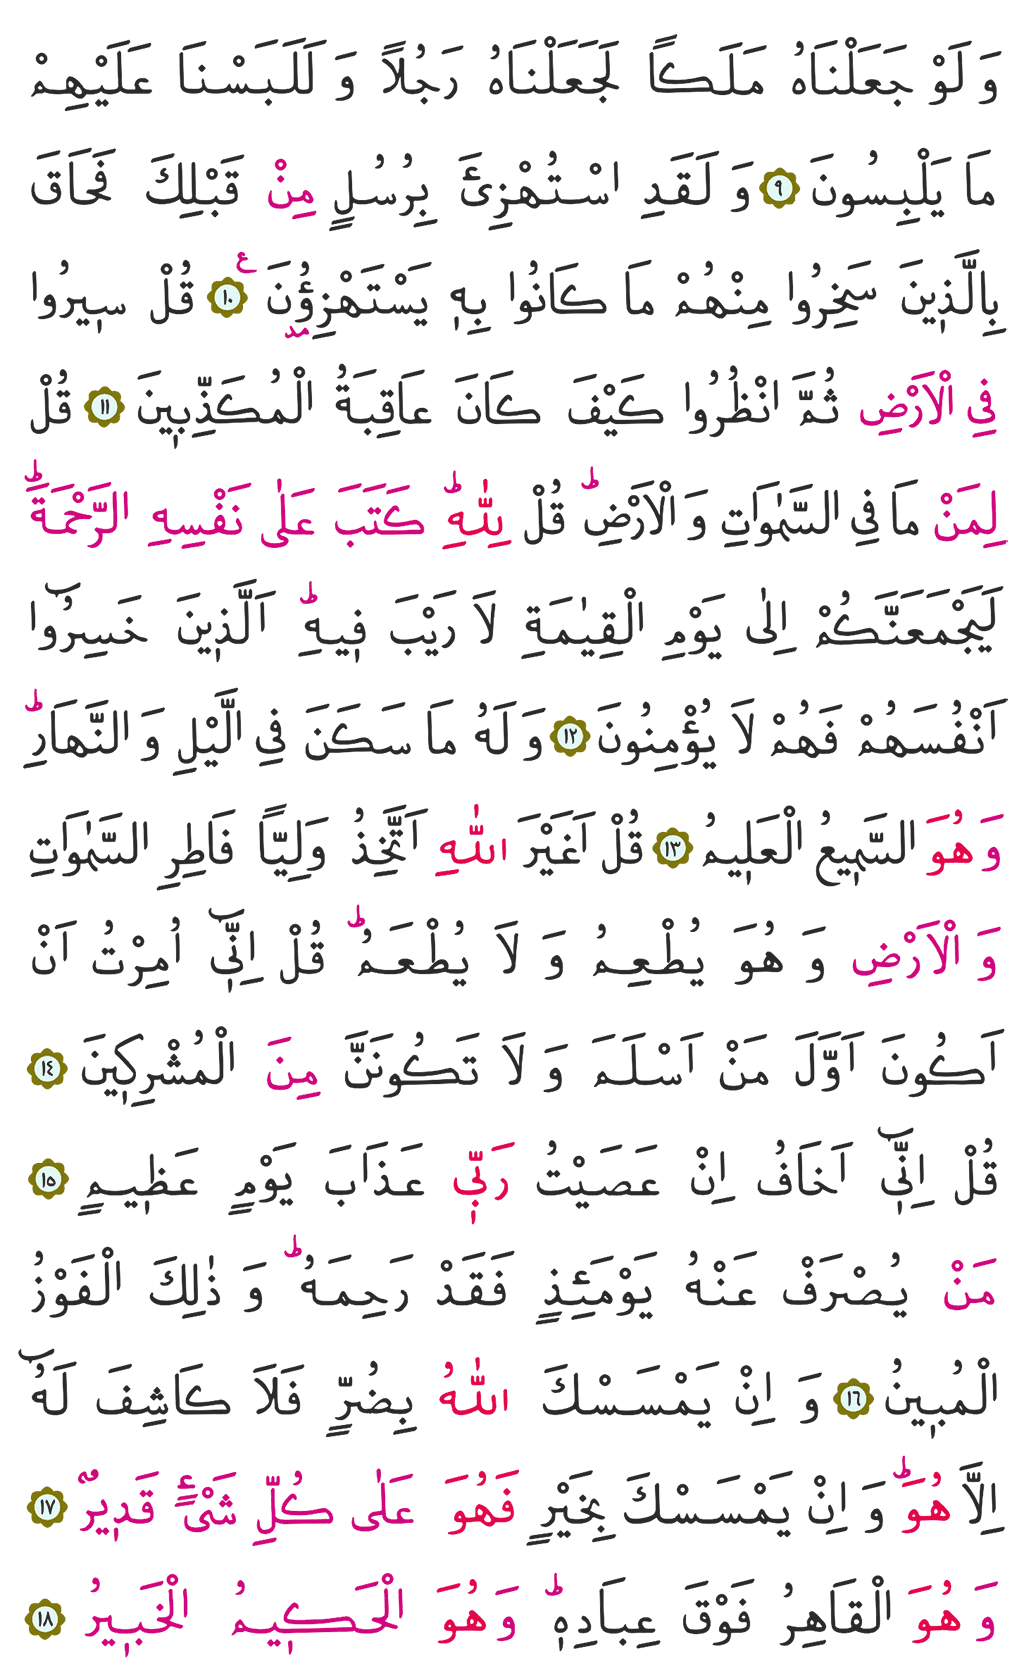 وَ لَوْ جَعَلْنَاهُ مَلَكاً لَجَعَلْنَاهُ رَجُلاً وَ لَلَبَسْنَا عَلَيْهِمْ
مَا يَلْبِسُونَ ﴿٩﴾ وَ لَقَدِ اسْتُهْزِئَ بِرُسُلٍ مِنْ قَبْلِكَ فَحَاقَ
بِالَّذ۪ينَ سَخِرُوا مِنْهُمْ مَا كَانُوا بِه۪ يَسْتَهْزِؤُ۫نَ ﴿١٠﴾ قُلْ س۪يرُوا
فِي الْاَرْضِ ثُمَّ انْظُرُوا كَيْفَ كَانَ عَاقِبَةُ الْمُكَذِّب۪ينَ ﴿١١﴾ قُلْ
لِمَنْ مَا فِي السَّمٰوَاتِ وَ الْاَرْضِۜ قُلْ لِلّٰهِۜ كَتَبَ عَلٰى نَفْسِهِ الرَّحْمَةَۜ
لَيَجْمَعَنَّكُمْ اِلٰى يَوْمِ الْقِيٰمَةِ لَا رَيْبَ ف۪يهِۜ اَلَّذ۪ينَ خَسِرُٓوا
اَنْفُسَهُمْ فَهُمْ لَا يُؤْمِنُونَ ﴿١٢﴾ وَ لَهُ مَا سَكَنَ فِي الَّيْلِ وَ النَّهَارِۜ
وَ هُوَ السَّم۪يعُ الْعَل۪يمُ ﴿١٣﴾ قُلْ اَغَيْرَ اللّٰهِ اَتَّخِذُ وَلِيّاً فَاطِرِ السَّمٰوَاتِ
وَ الْاَرْضِ وَ هُوَ يُطْعِمُ وَ لَا يُطْعَمُۜ قُلْ اِنّ۪ٓي اُمِرْتُ اَنْ
اَكُونَ اَوَّلَ مَنْ اَسْلَمَ وَ لَا تَكُونَنَّ مِنَ الْمُشْرِك۪ينَ ﴿١٤﴾
قُلْ اِنّ۪ٓي اَخَافُ اِنْ عَصَيْتُ رَبّ۪ي عَذَابَ يَوْمٍ عَظ۪يمٍ ﴿١٥﴾
مَنْ يُصْرَفْ عَنْهُ يَوْمَئِذٍ فَقَدْ رَحِمَهُۜ وَ ذٰلِكَ الْفَوْزُ
الْمُب۪ينُ ﴿١٦﴾ وَ اِنْ يَمْسَسْكَ اللّٰهُ بِضُرٍّ فَلَا كَاشِفَ لَهُٓ
اِلَّا هُوَۜ وَ اِنْ يَمْسَسْكَ بِخَيْرٍ فَهُوَ عَلٰى كُلِّ شَيْءٍ قَد۪يرٌ ﴿١٧﴾
وَ هُوَ الْقَاهِرُ فَوْقَ عِبَادِه۪ۜ وَ هُوَ الْحَك۪يمُ الْخَب۪يرُ ﴿١٨﴾